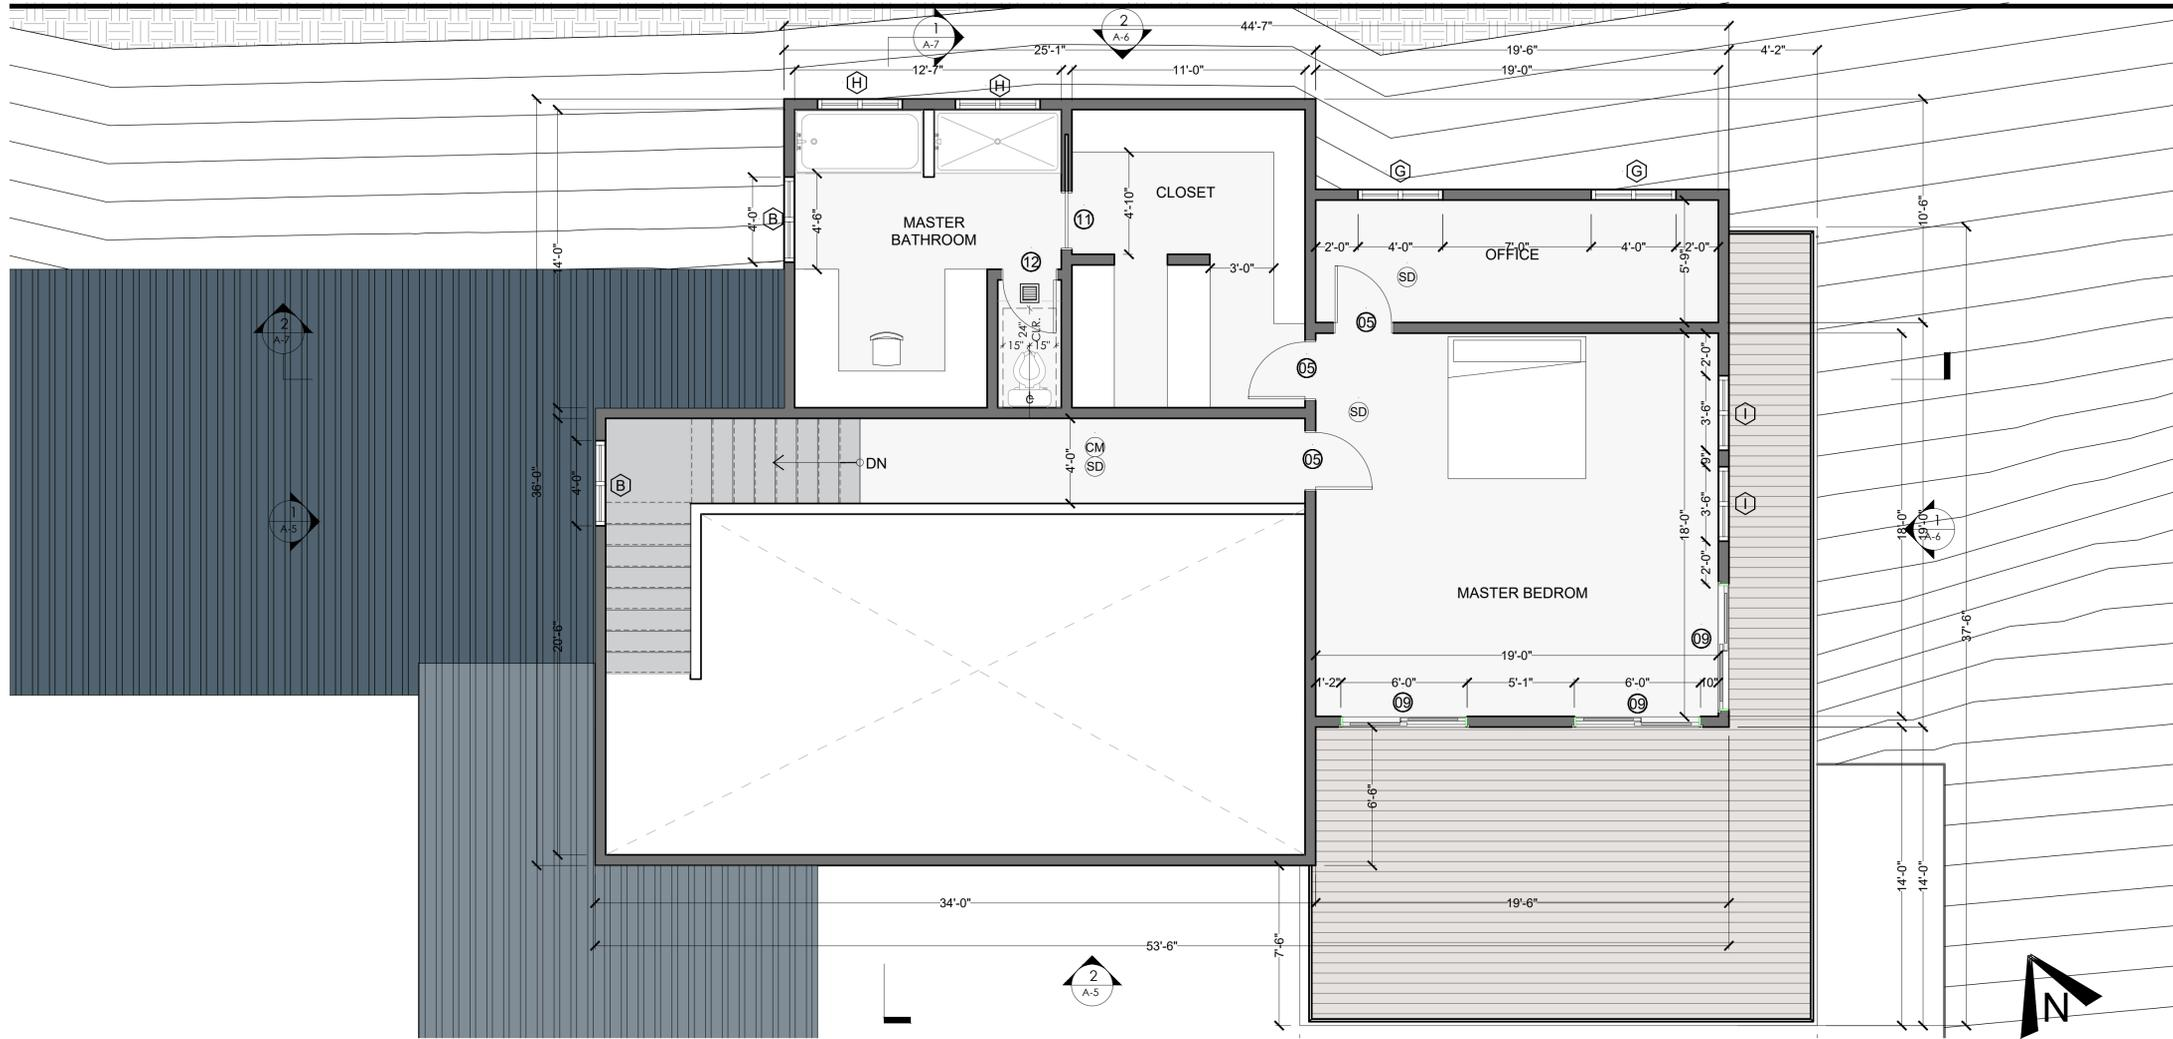 44'-7"
1
A-7
2
A-6
25'-1"
19'-6"
4'-2"
12'-7"
11'-0"
19'-0"
H
H
G
G
CLOSET
MASTER
BATHROOM
4'-0"
B
4'-6"
11
4'-10"
12
3'-0"
10'-6"
2'-0"
4'-0"
7'-0"
4'-0"
2'-0"
OFFICE
5'-9"
SD
2
A-7
24"
CLR.
15"
15"
05
05
2'-0"
SD
3'-6"
I
C
CM
SD
4'-0"
05
DN
9"
36'-0"
4'-0"
B
3'-6"
I
1
A-5
18'-0"
18'-0"
19'-0"
1
A-6
2'-0"
MASTER BEDROM
20'-6"
37'-6"
09
19'-0"
1'-2"
6'-0"
5'-1"
6'-0"
10"
09
09
6'-6"
34'-0"
19'-6"
14'-0"
14'-0"
53'-6"
7'-6"
2
A-5
N